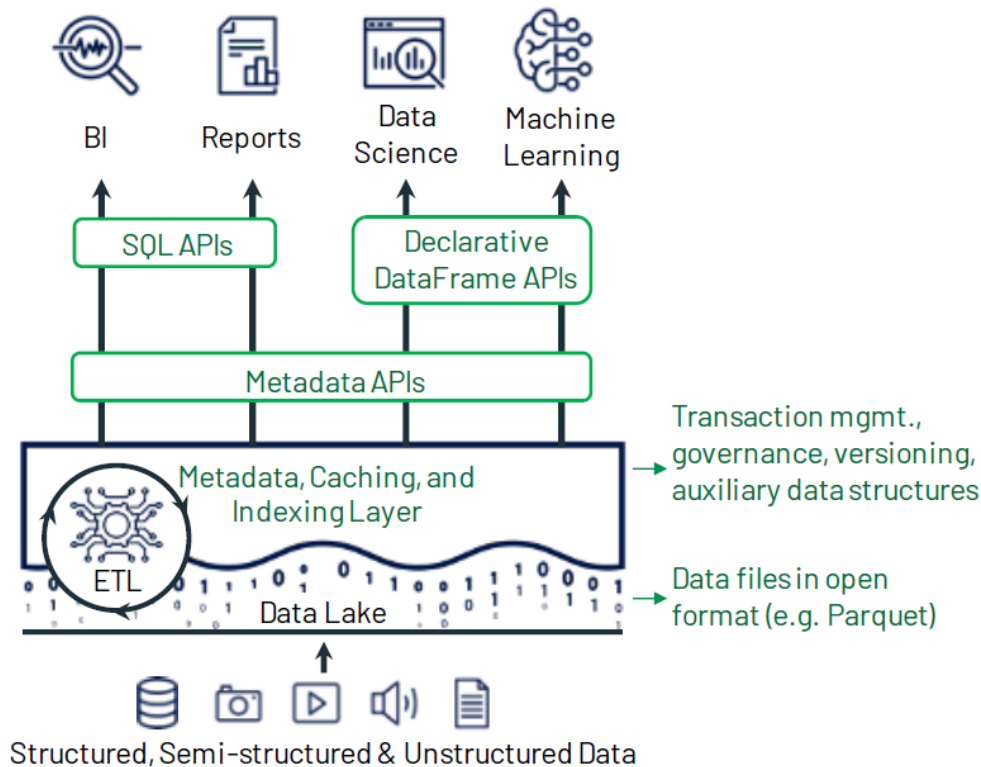 BI
Reports
Data
Science
Machine
Learning
SQL APIs
Declarative
DataFrame APIs
Metadata APIs
Metadata, Caching, and
Indexing Layer
Transaction mgmt.,
governance, versioning,
auxiliary data structures
ETL
Data Lake
Data files in open
format (e.g. Parquet)
Structured, Semi-structured & Unstructured Data